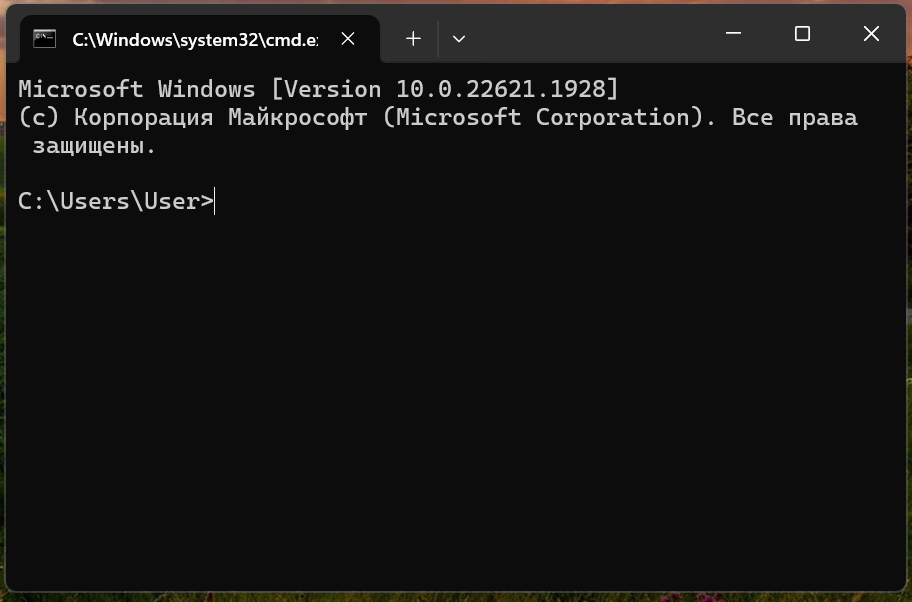 C:\Windows\system32\cmd.e
Microsoft Windows [Version 10.0.22621.1928]
(c) Корпорация Майкрософт (Microsoft Corporation). Все права
защищены.
C:\Users\User>